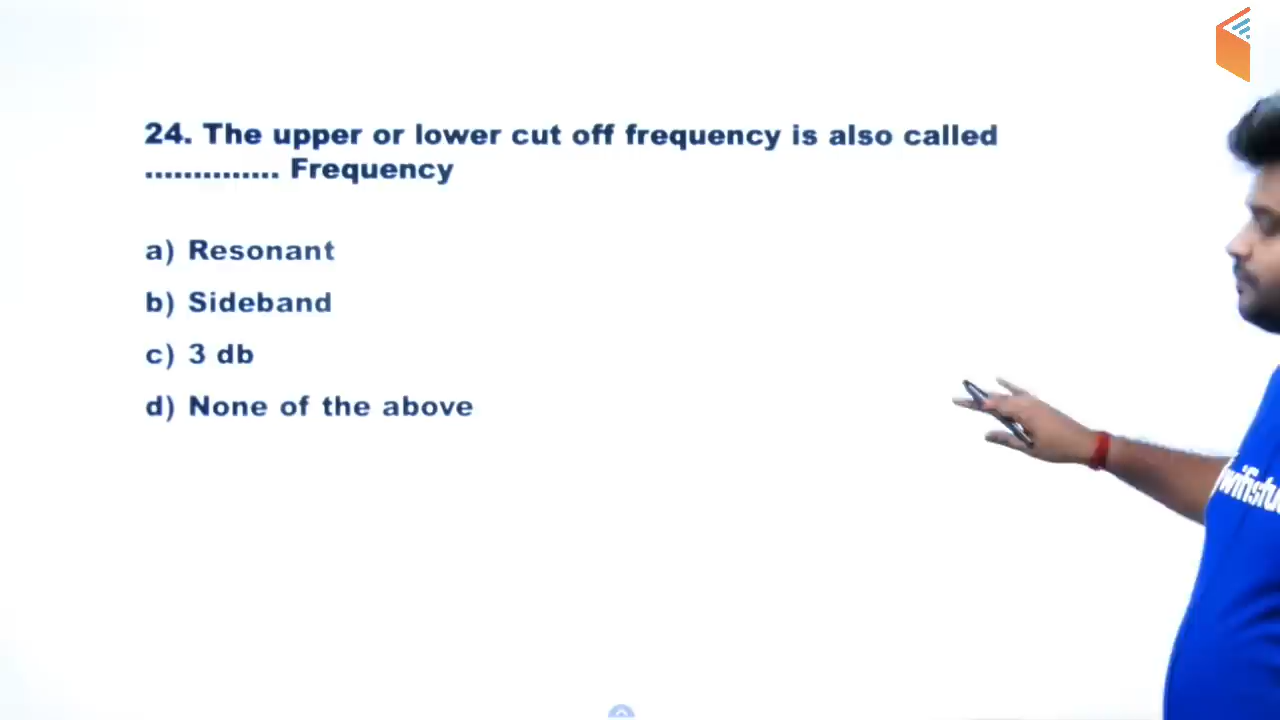 24. The upper or lower cut off frequency is also called
.............. Frequency
a) Resonant
b) Sideband
c) 3 db
d) None of the above